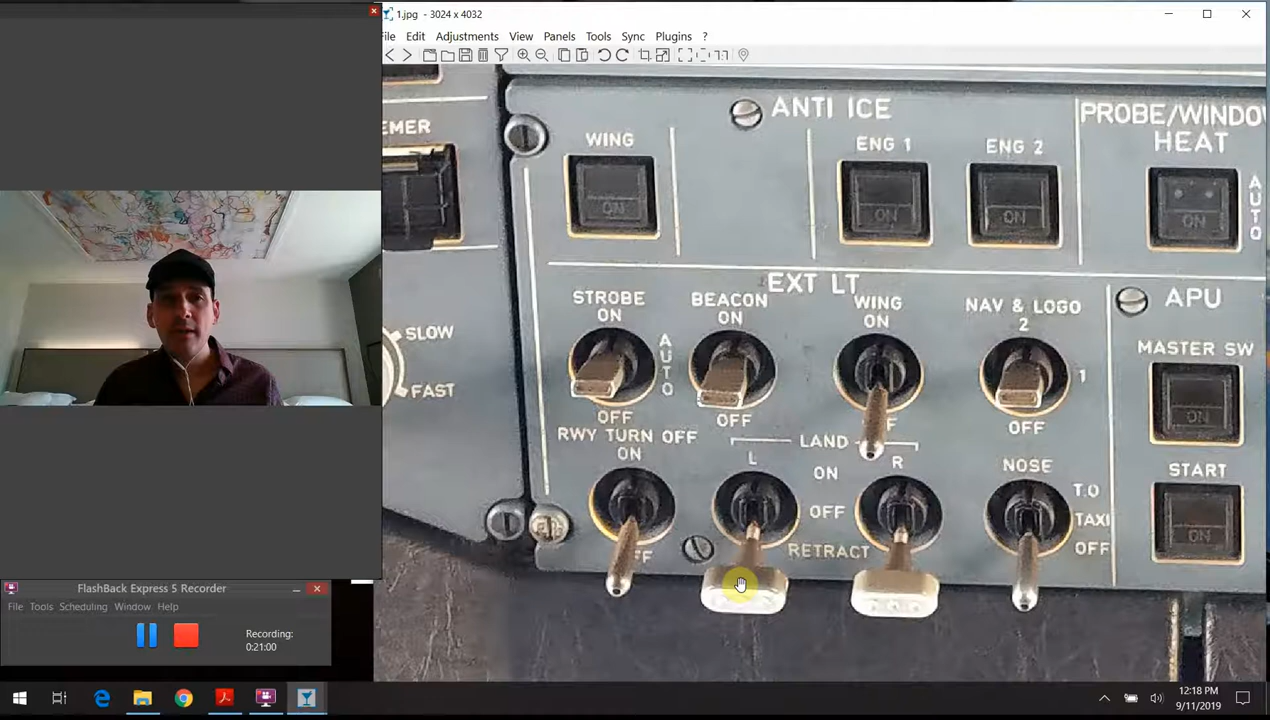 1.jpg - 3024 x 4032
File Edit Adjustments View Panels Tools Sync Plugins ?
EMER
ANTI ICE
PROBE/WINDOW
HEAT
WING
ENG 1
ENG 2
ON
ON
ON
ON
AUTO
EXT LT
STROBE
ON
BEACON
ON
WING
ON
NAV & LOGO
2
APU
SLOW
FAST
AUTO
1
MASTER SW
ON
OFF
OFF
F
OFF
RWY TURN OFF
ON
LAND
L
R
NOSE
START
ON
T.O
OFF
TAXI
FF
RETRACT
OFF
ON
FlashBack Express 5 Recorder
File Tools Scheduling Window Help
Recording:
0:21:00
12:18 PM
9/11/2019